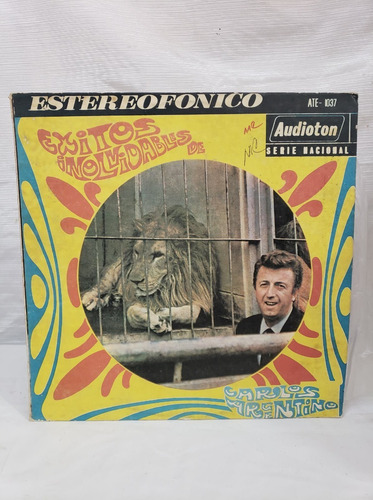 ESTEREOFONICO
ATE-1037
Audioton
SERIE NACIONAL
EXITOS
INOLVIDABLES DE
CARLOS
ARGENTINO